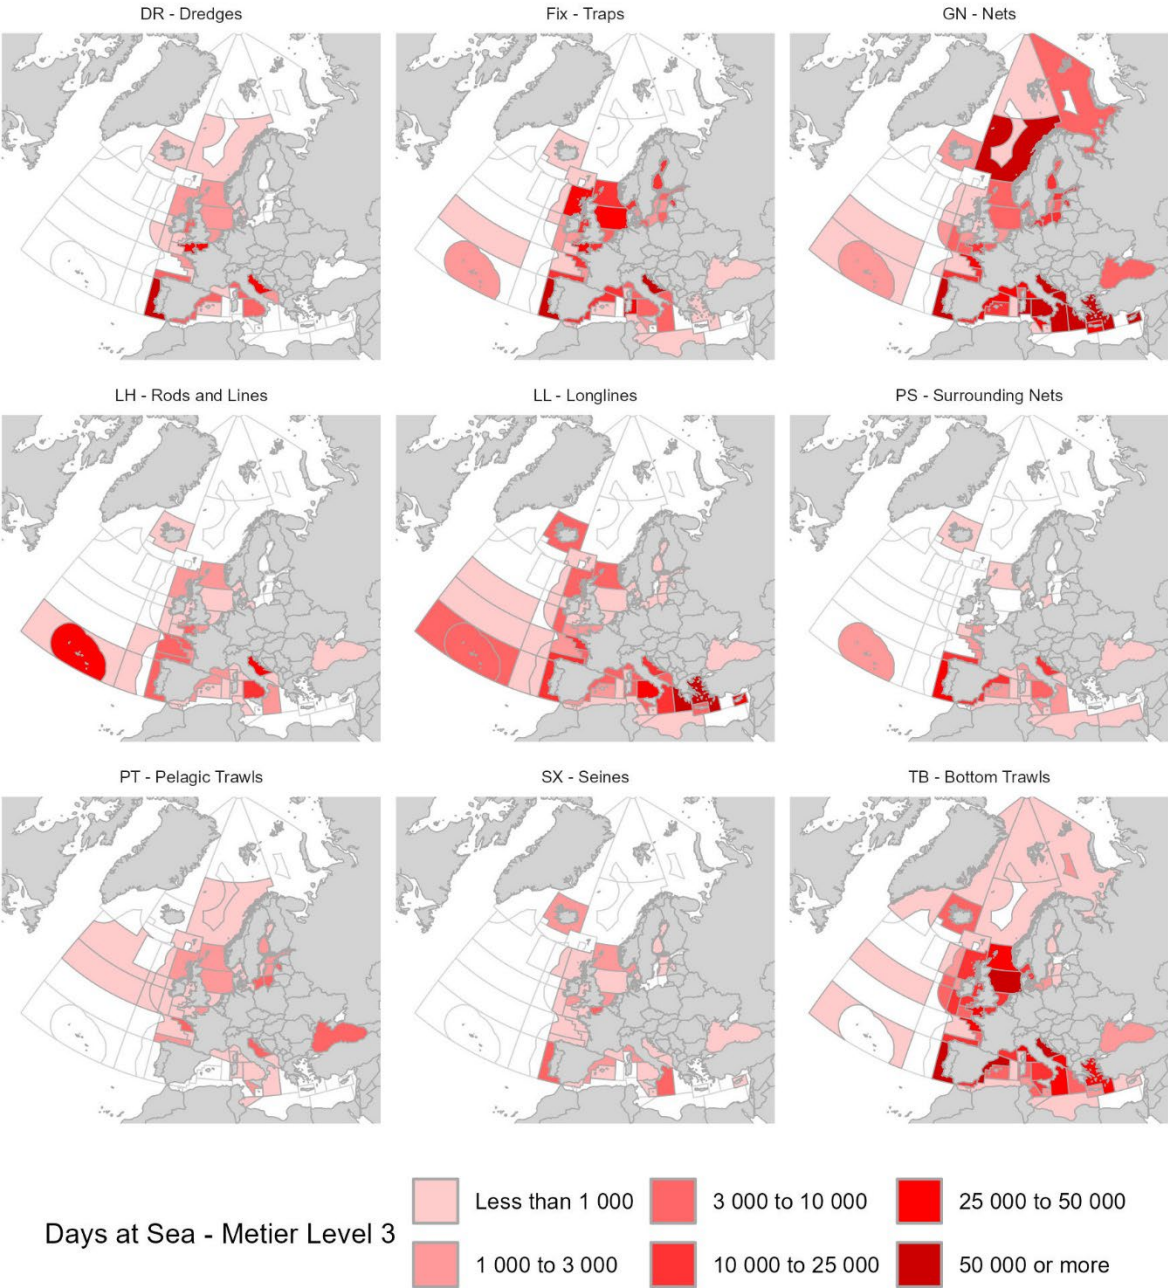 DR - Dredges
Fix - Traps
GN - Nets
LH - Rods and Lines
LL - Longlines
PS - Surrounding Nets
PT - Pelagic Trawls
SX - Seines
TB - Bottom Trawls
Days at Sea - Metier Level 3
Less than 1 000
3 000 to 10 000
25 000 to 50 000
1 000 to 3 000
10 000 to 25 000
50 000 or more